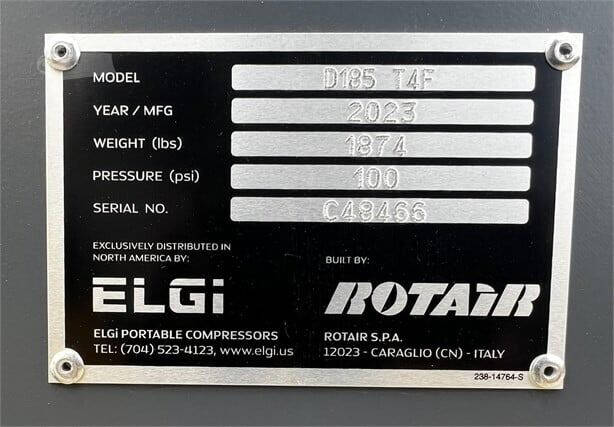 MODEL D185 T4F
YEAR / MFG 2023
WEIGHT (lbs) 1874
PRESSURE (psi) 100
SERIAL NO. C48466
EXCLUSIVELY DISTRIBUTED IN
NORTH AMERICA BY:
ELGi
ELGi PORTABLE COMPRESSORS
TEL: (704) 523-4123, www.elgi.us
BUILT BY:
ROTAIR
ROTAIR S.P.A.
12023 - CARAGLIO (CN) - ITALY
238-14764-S